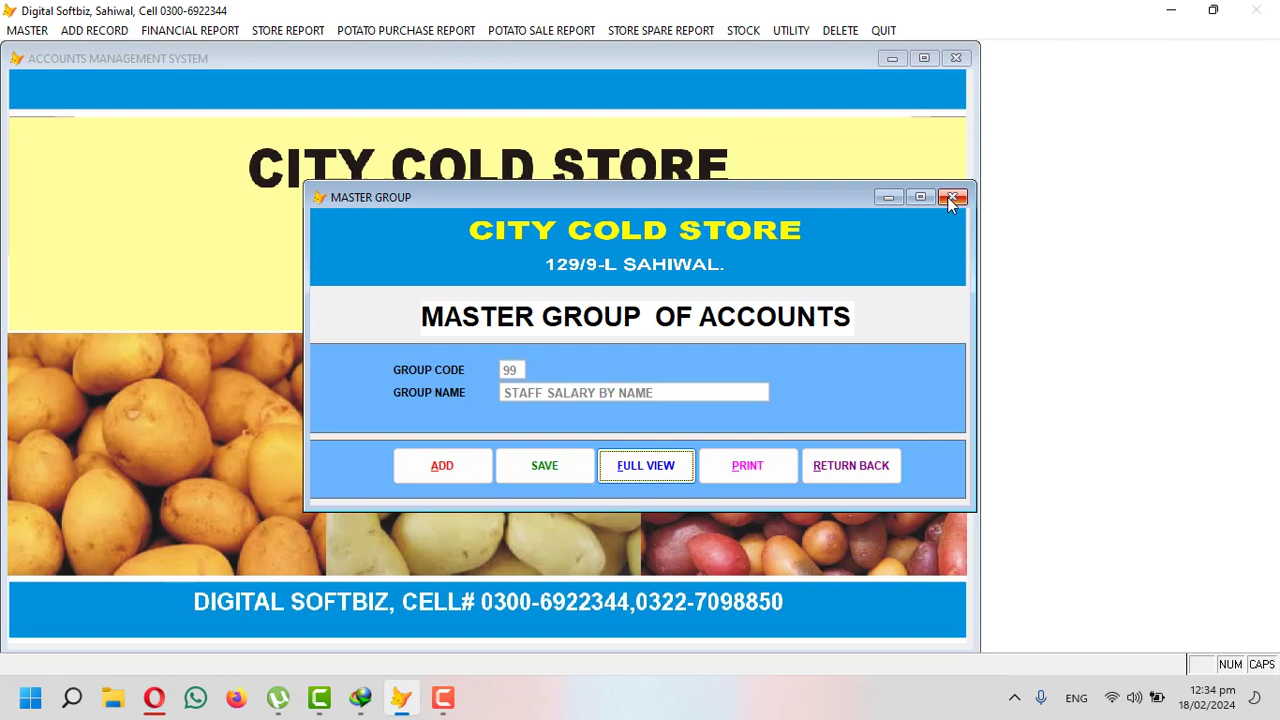 Digital Softbiz, Sahiwal, Cell 0300-6922344
MASTER ADD RECORD FINANCIAL REPORT STORE REPORT POTATO PURCHASE REPORT POTATO SALE REPORT STORE SPARE REPORT STOCK UTILITY DELETE QUIT
ACCOUNTS MANAGEMENT SYSTEM
CITY COLD STORE
MASTER GROUP
CITY COLD STORE
129/9-L SAHIWAL.
MASTER GROUP OF ACCOUNTS
GROUP CODE 99
GROUP NAME STAFF SALARY BY NAME
ADD SAVE FULL VIEW PRINT RETURN BACK
DIGITAL SOFTBIZ, CELL# 0300-6922344,0322-7098850
NUM CAPS
ENG 12:34 pm
18/02/2024